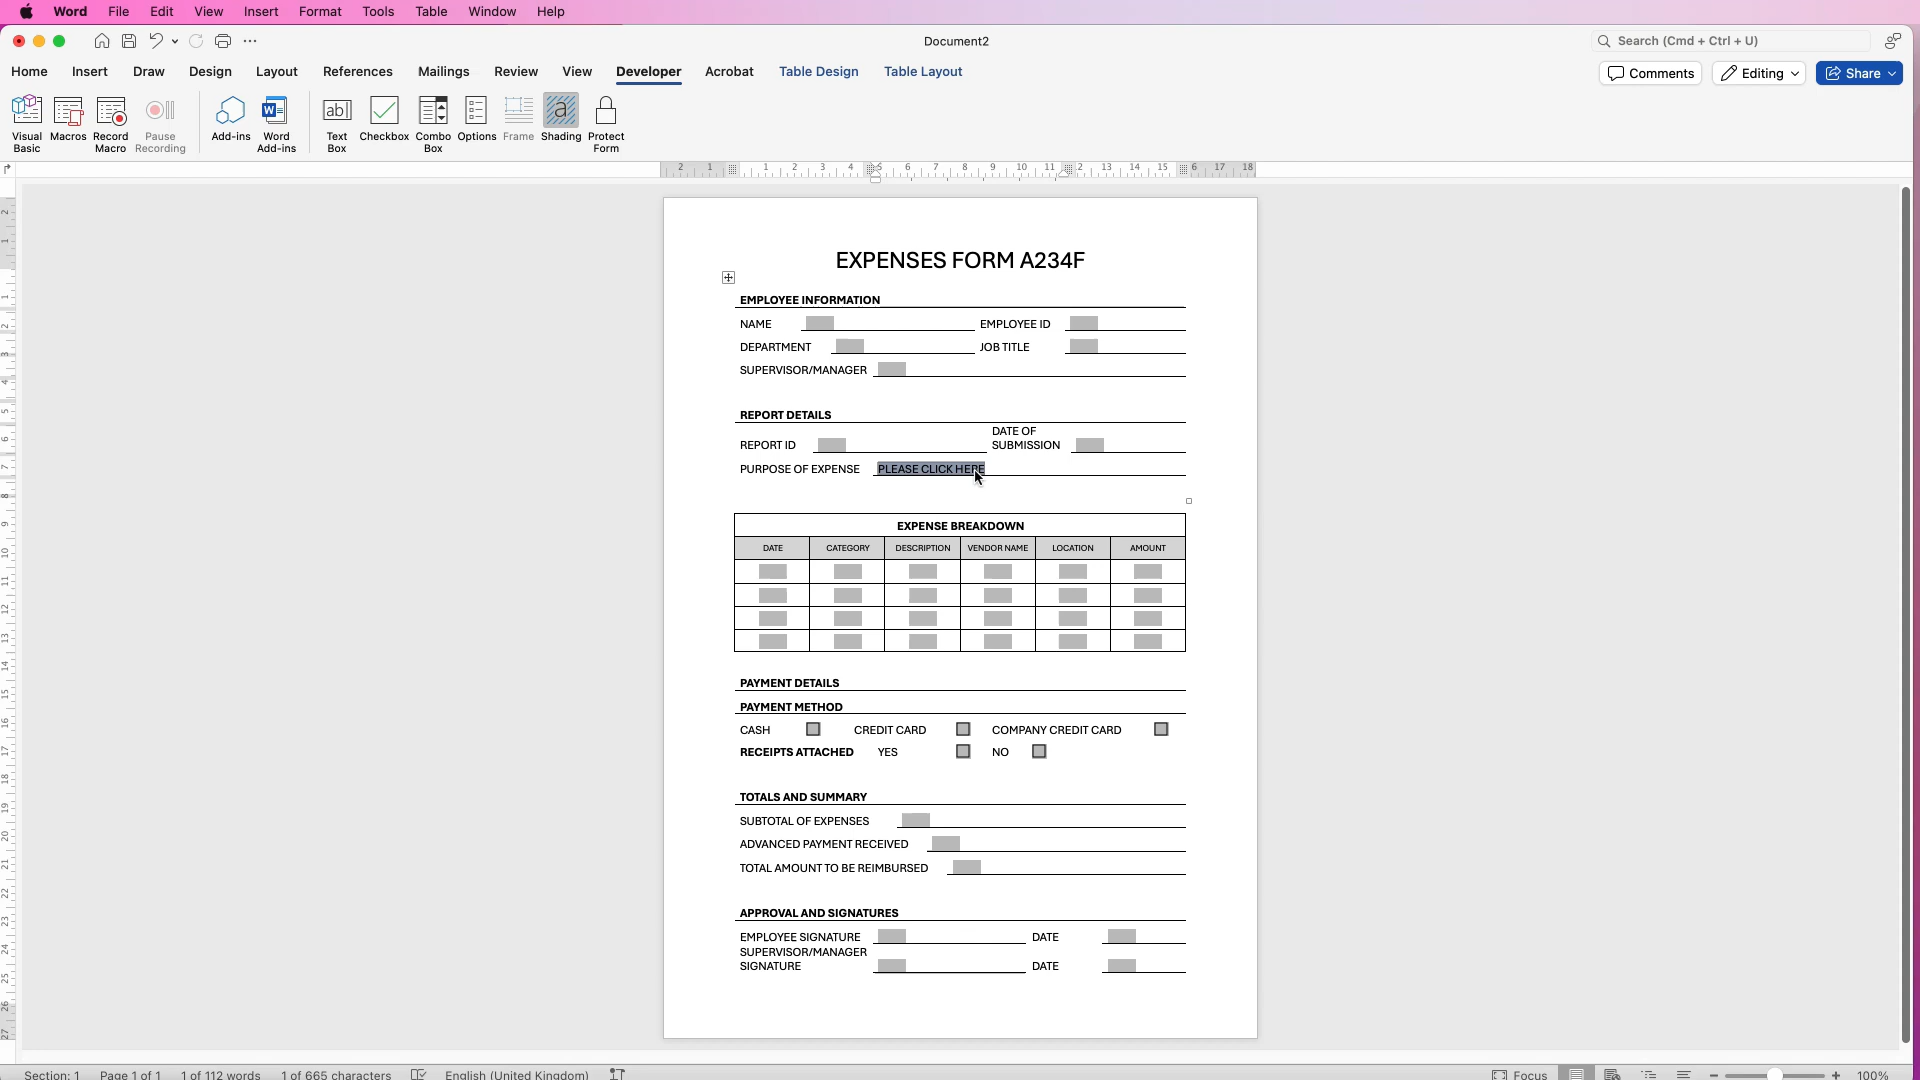 Word File Edit View Insert Format Tools Table Window Help
Document2
Search (Cmd + Ctrl + U)
Home Insert Draw Design Layout References Mailings Review View Developer Acrobat Table Design Table Layout
Comments Editing Share
Visual Basic Macros Record Macro Pause Recording Add-ins Word Add-ins Text Box Checkbox Combo Box Options Frame Shading Protect Form
EXPENSES FORM A234F
EMPLOYEE INFORMATION
NAME EMPLOYEE ID
DEPARTMENT JOB TITLE
SUPERVISOR/MANAGER
REPORT DETAILS
REPORT ID DATE OF SUBMISSION
PURPOSE OF EXPENSE PLEASE CLICK HERE
EXPENSE BREAKDOWN
DATE CATEGORY DESCRIPTION VENDOR NAME LOCATION AMOUNT
PAYMENT DETAILS
PAYMENT METHOD
CASH CREDIT CARD COMPANY CREDIT CARD
RECEIPTS ATTACHED YES NO
TOTALS AND SUMMARY
SUBTOTAL OF EXPENSES
ADVANCED PAYMENT RECEIVED
TOTAL AMOUNT TO BE REIMBURSED
APPROVAL AND SIGNATURES
EMPLOYEE SIGNATURE DATE
SUPERVISOR/MANAGER
SIGNATURE DATE
Section: 1 Page 1 of 1 1 of 112 words 1 of 665 characters English (United Kingdom) Focus 100%